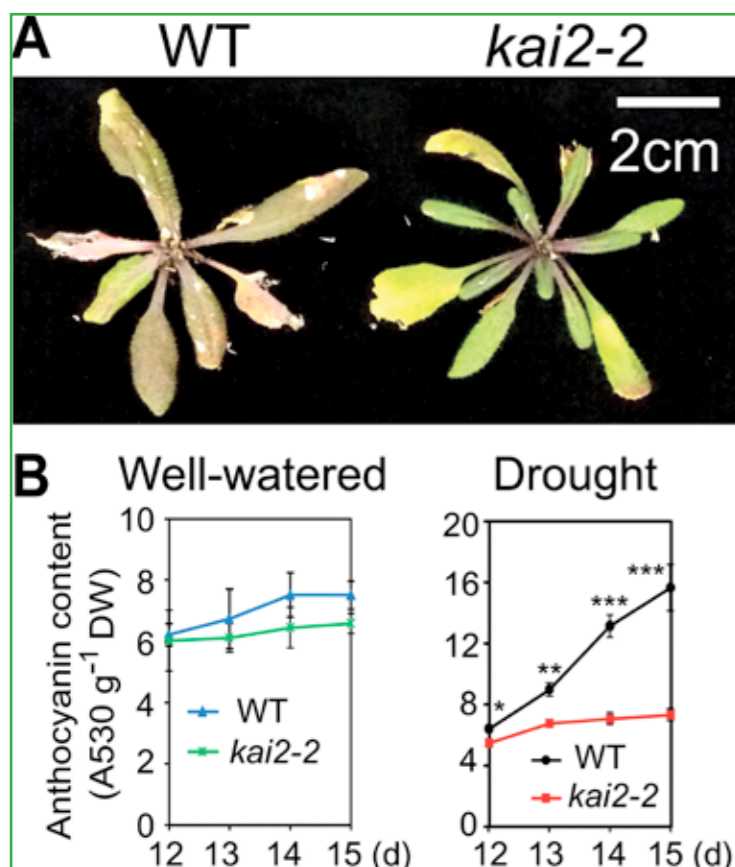 A WT kai2-2
2cm
B Well-watered Drought
Anthocyanin content
(A530 g⁻¹ DW)
10
8
6
4
2
0
WT
kai2-2
12 13 14 15 (d)
20
16
12
8
4
0
*
**
***
***
WT
kai2-2
12 13 14 15 (d)